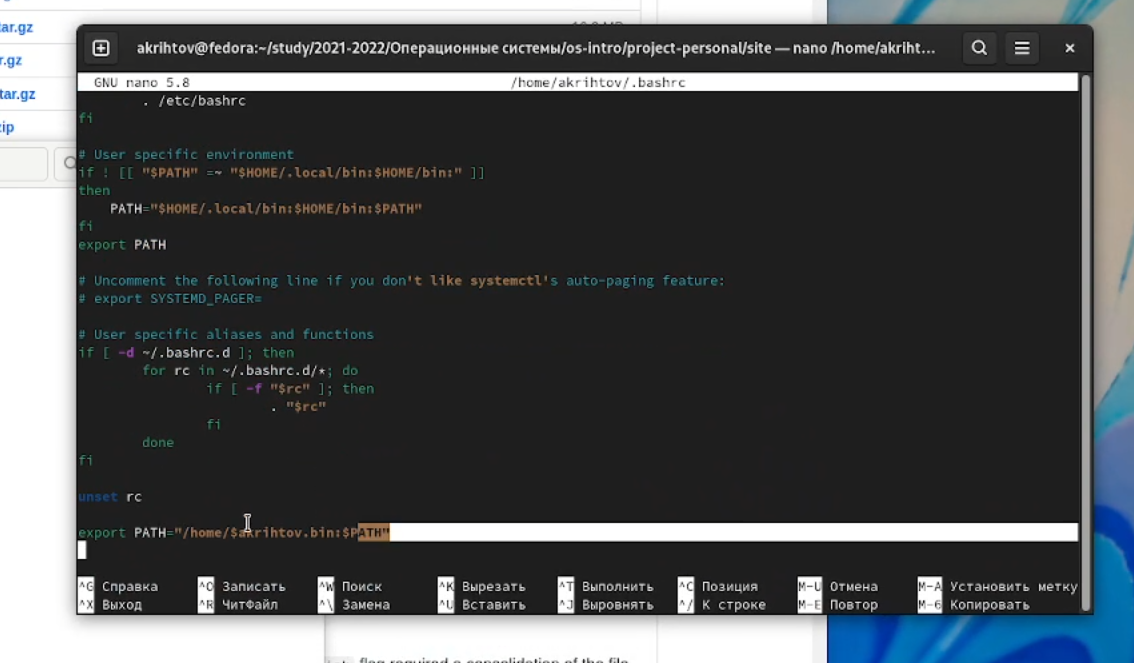 tar.gz
r.gz
tar.gz
zip
akrihtov@fedora:~/study/2021-2022/Операционные системы/os-intro/project-personal/site — nano /home/akriht...
GNU nano 5.8 /home/akrihtov/.bashrc
. /etc/bashrc
fi
# User specific environment
if ! [[ "$PATH" =~ "$HOME/.local/bin:$HOME/bin:" ]]
then
PATH="$HOME/.local/bin:$HOME/bin:$PATH"
fi
export PATH
# Uncomment the following line if you don't like systemctl's auto-paging feature:
# export SYSTEMD_PAGER=
# User specific aliases and functions
if [ -d ~/.bashrc.d ]; then
for rc in ~/.bashrc.d/*; do
if [ -f "$rc" ]; then
. "$rc"
fi
done
fi
unset rc
export PATH="/home/$akrihtov.bin:$PATH"
^G Справка ^O Записать ^W Поиск ^K Вырезать ^T Выполнить ^C Позиция M-U Отмена M-A Установить метку
^X Выход ^R ЧитФайл ^\ Замена ^U Вставить ^J Выровнять ^/ К строке M-E Повтор M-6 Копировать
flag required a consolidation of the file